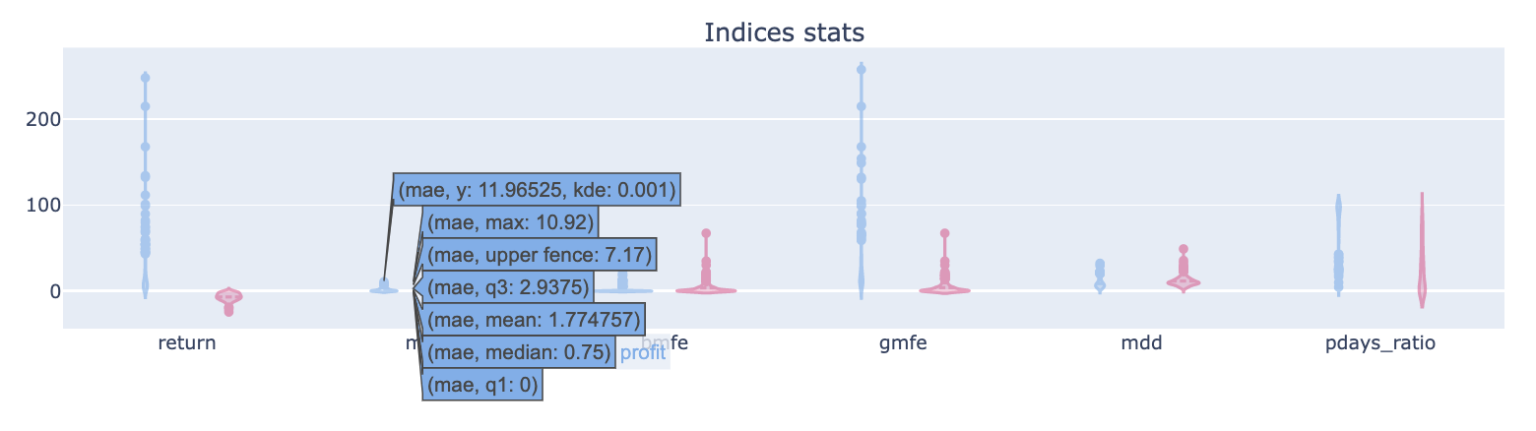 Indices stats
200
100
0
(mae, y: 11.96525, kde: 0.001)
(mae, max: 10.92)
(mae, upper fence: 7.17)
(mae, q3: 2.9375)
(mae, mean: 1.774757)
(mae, median: 0.75) profit
(mae, q1: 0)
return
gmfe
mdd
pdays_ratio